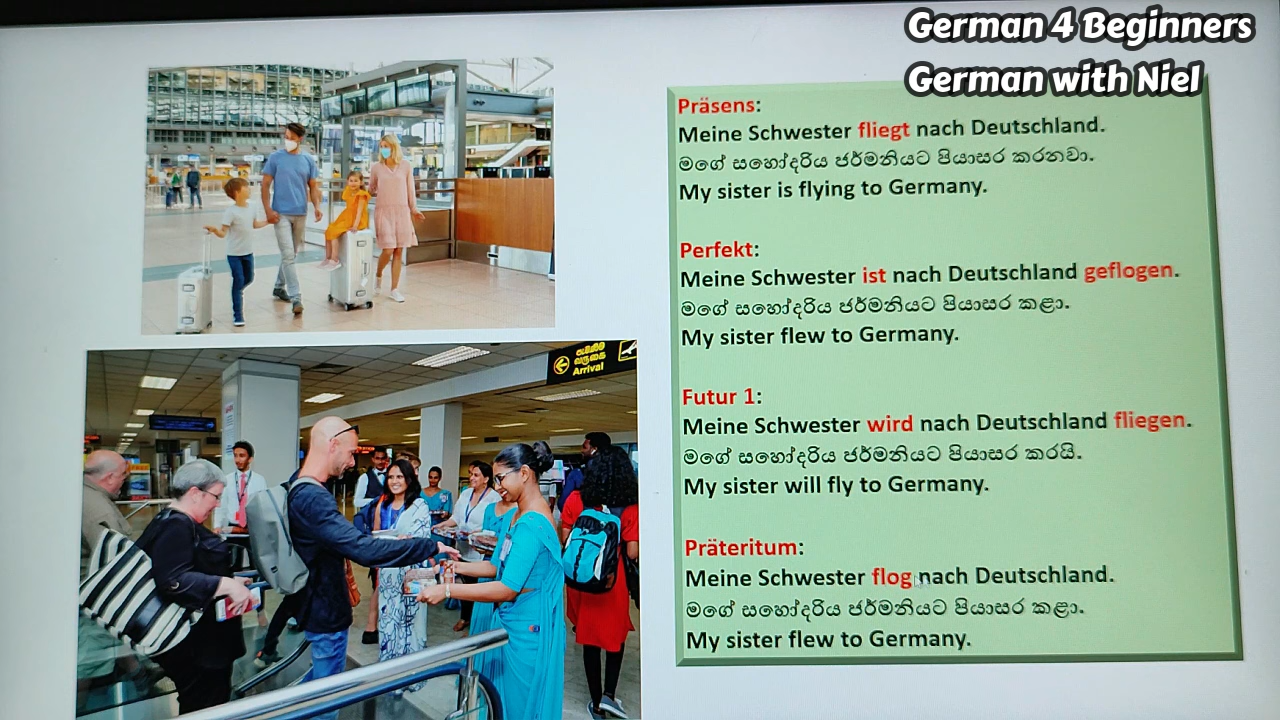 German 4 Beginners
German with Niel
Präsens:
Meine Schwester fliegt nach Deutschland.
මගේ සහෝදරිය ජර්මනියට පියාසර කරනවා.
My sister is flying to Germany.
Perfekt:
Meine Schwester ist nach Deutschland geflogen.
මගේ සහෝදරිය ජර්මනියට පියාසර කළා.
My sister flew to Germany.
Futur 1:
Meine Schwester wird nach Deutschland fliegen.
මගේ සහෝදරිය ජර්මනියට පියාසර කරයි.
My sister will fly to Germany.
Präteritum:
Meine Schwester flog nach Deutschland.
මගේ සහෝදරිය ජර්මනියට පියාසර කළා.
My sister flew to Germany.
පැමිණීම
வருகை
Arrival